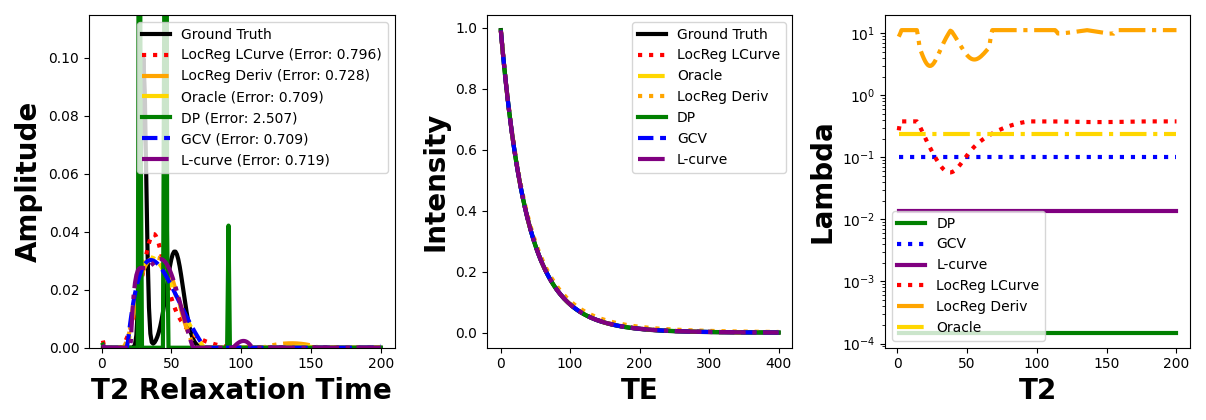 Amplitude
0.10
0.08
0.06
0.04
0.02
0.00
0
50
100
150
200
T2 Relaxation Time
Ground Truth
LocReg LCurve (Error: 0.796)
LocReg Deriv (Error: 0.728)
Oracle (Error: 0.709)
DP (Error: 2.507)
GCV (Error: 0.709)
L-curve (Error: 0.719)
Intensity
1.0
0.8
0.6
0.4
0.2
0.0
0
100
200
300
400
TE
Ground Truth
LocReg LCurve
Oracle
LocReg Deriv
DP
GCV
L-curve
Lambda
10¹
10⁰
10⁻¹
10⁻²
10⁻³
10⁻⁴
0
50
100
150
200
T2
DP
GCV
L-curve
LocReg LCurve
LocReg Deriv
Oracle